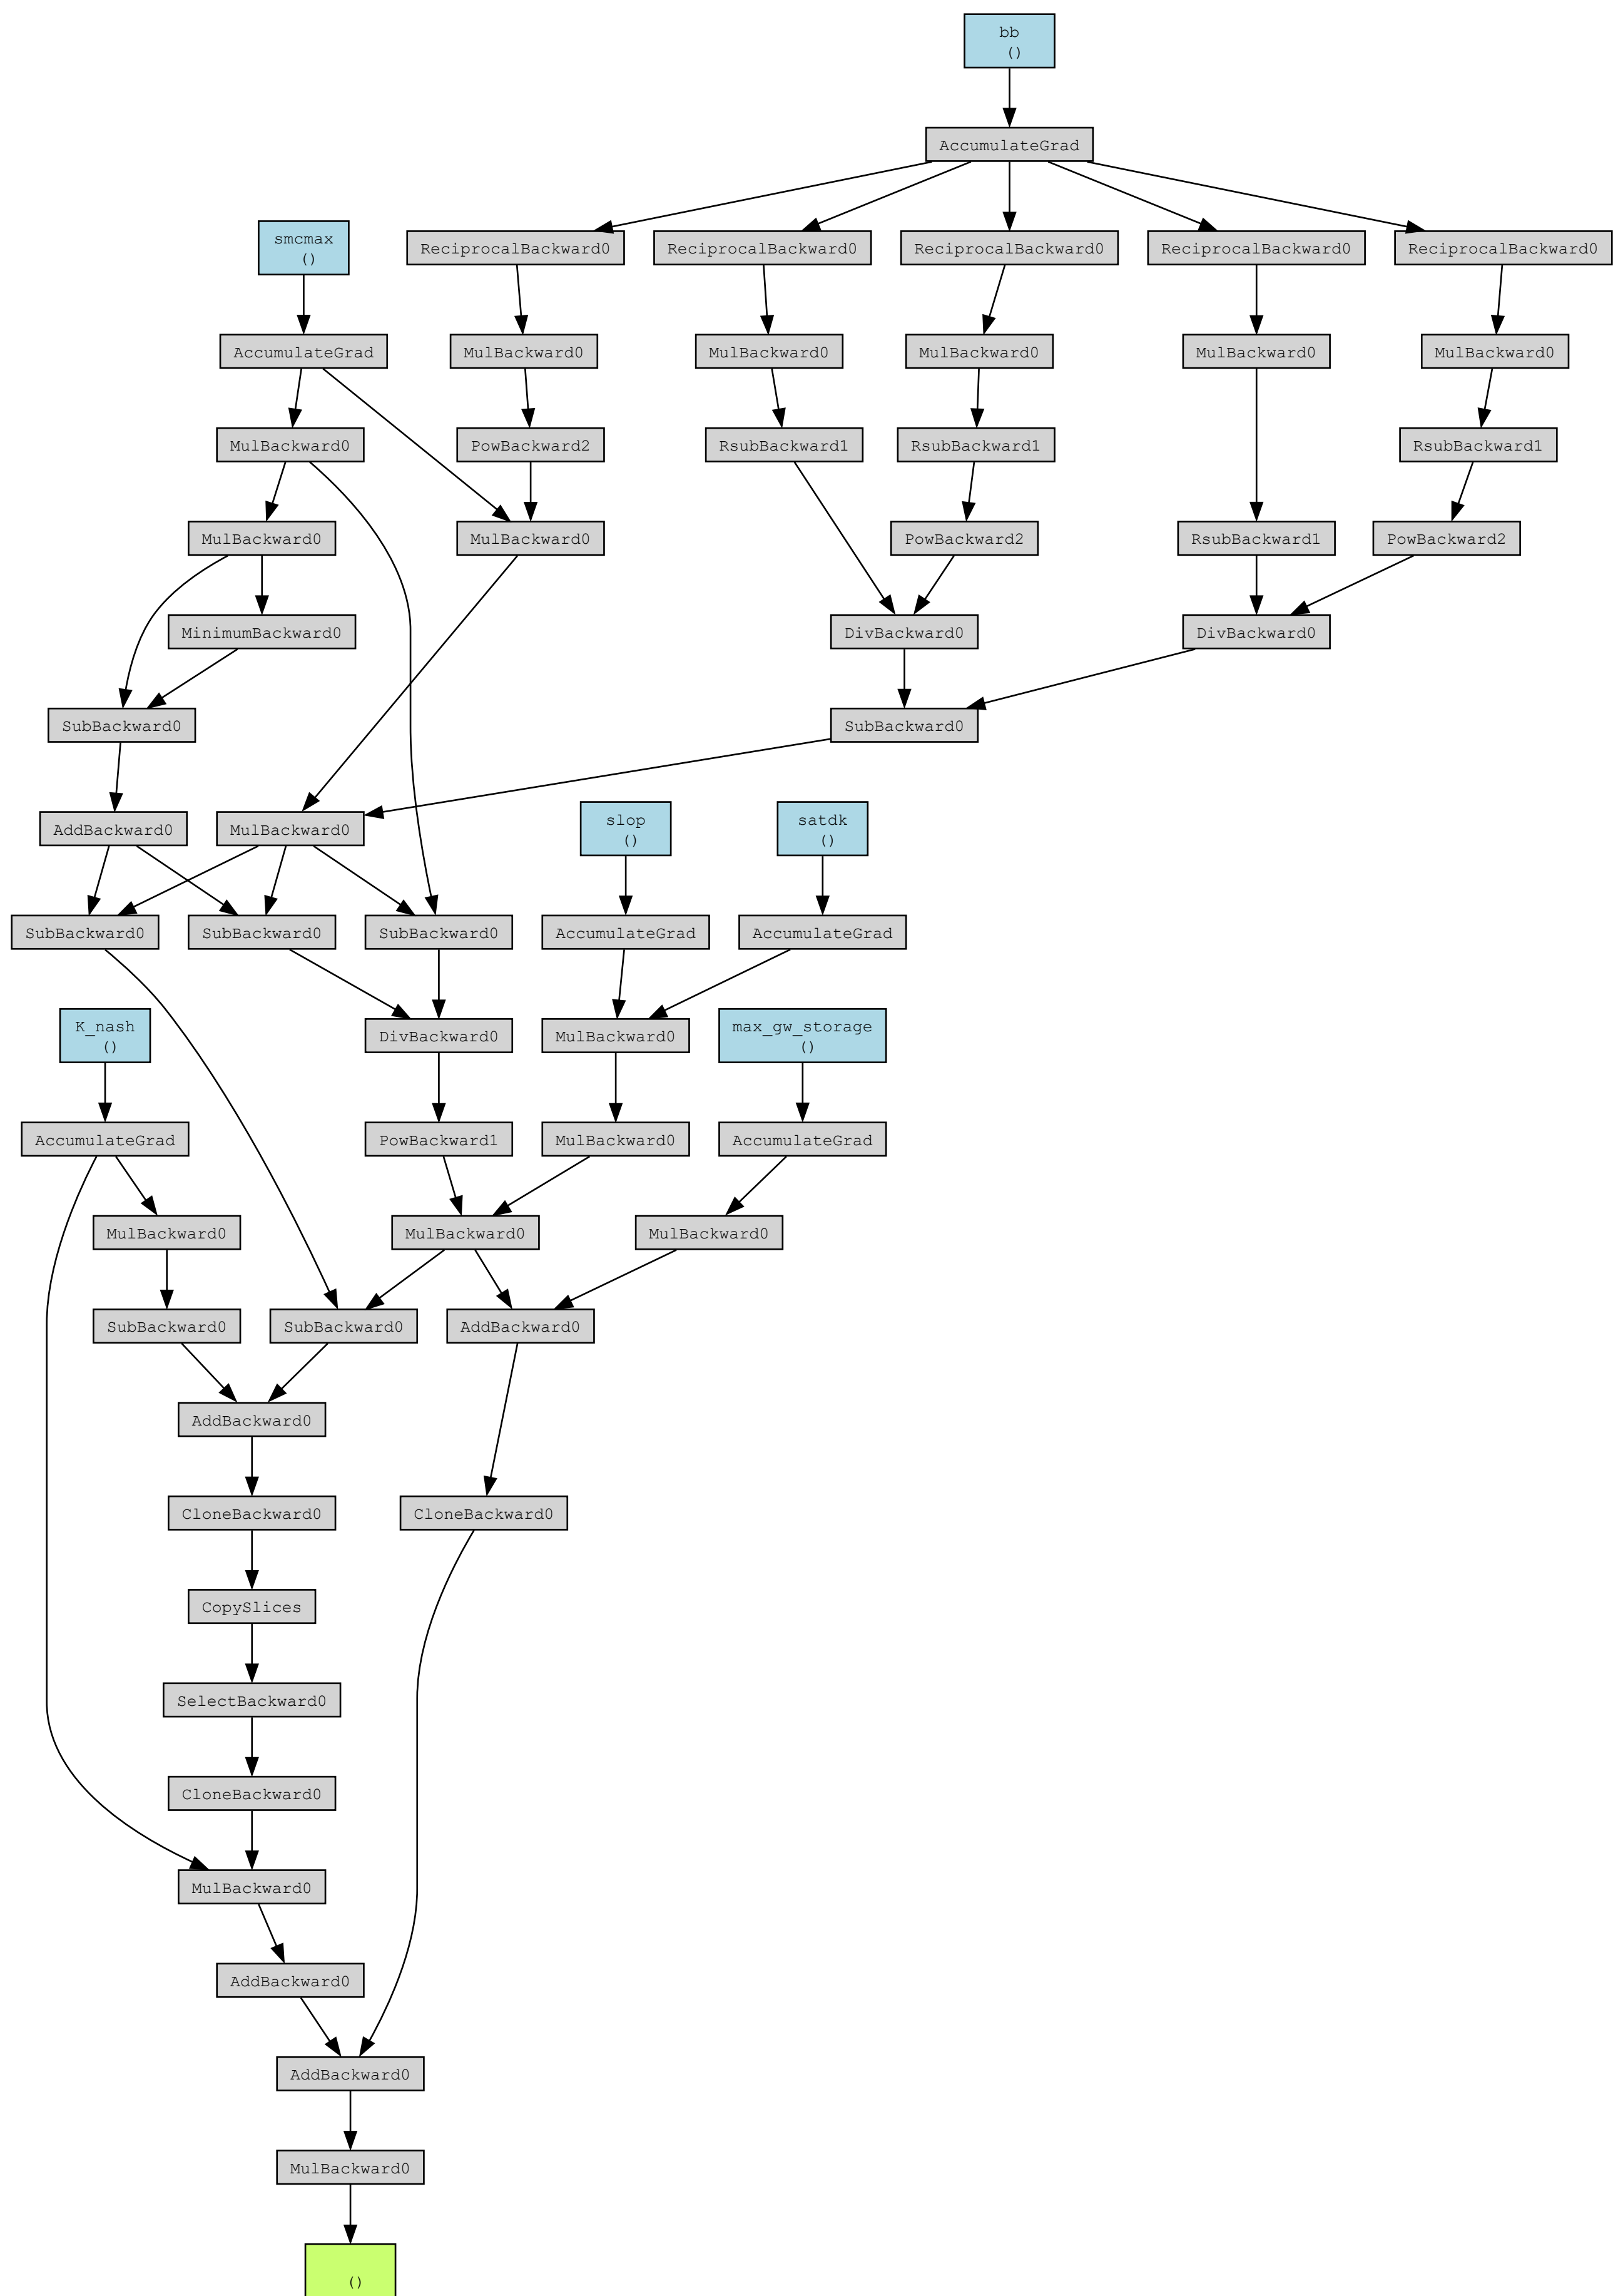 bb
()
AccumulateGrad
smcmax
()
ReciprocalBackward0
ReciprocalBackward0
ReciprocalBackward0
ReciprocalBackward0
ReciprocalBackward0
AccumulateGrad
MulBackward0
MulBackward0
MulBackward0
MulBackward0
MulBackward0
MulBackward0
PowBackward2
RsubBackward1
RsubBackward1
RsubBackward1
MulBackward0
MulBackward0
PowBackward2
RsubBackward1
PowBackward2
MinimumBackward0
DivBackward0
DivBackward0
SubBackward0
SubBackward0
AddBackward0
MulBackward0
slop
()
satdk
()
SubBackward0
SubBackward0
SubBackward0
AccumulateGrad
AccumulateGrad
K_nash
()
DivBackward0
MulBackward0
max_gw_storage
()
AccumulateGrad
PowBackward1
MulBackward0
AccumulateGrad
MulBackward0
MulBackward0
MulBackward0
SubBackward0
SubBackward0
AddBackward0
AddBackward0
CloneBackward0
CloneBackward0
CopySlices
SelectBackward0
CloneBackward0
MulBackward0
AddBackward0
AddBackward0
MulBackward0
()